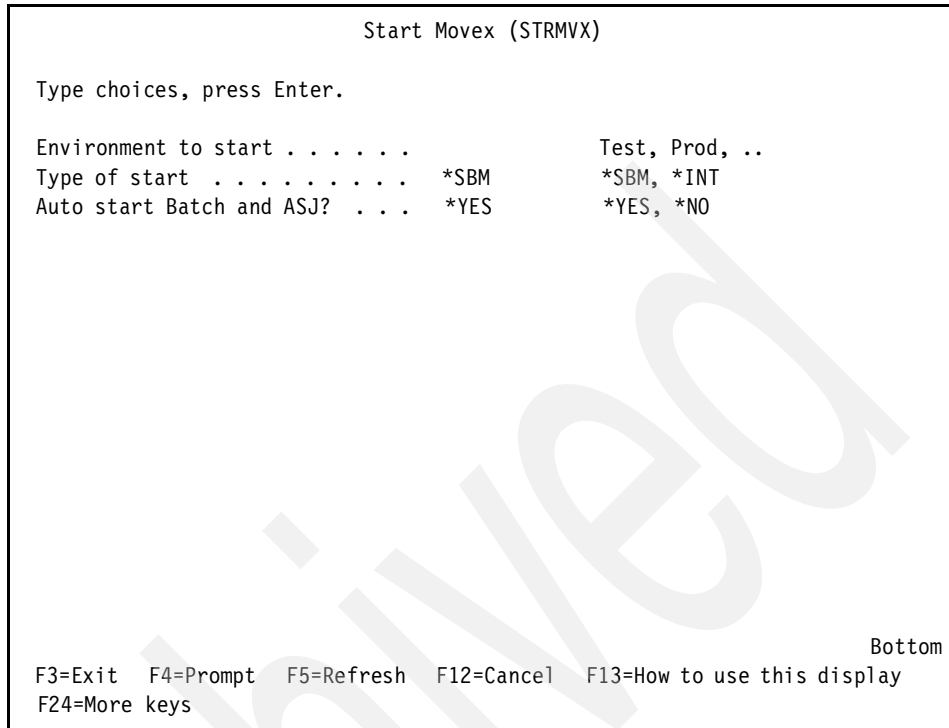 Start Movex (STRMVX)
Type choices, press Enter.
Environment to start . . . . . . Test, Prod, ..
Type of start . . . . . . . . . *SBM *SBM, *INT
Auto start Batch and ASJ? . . . *YES *YES, *NO
Bottom
F3=Exit F4=Prompt F5=Refresh F12=Cancel F13=How to use this display
F24=More keys